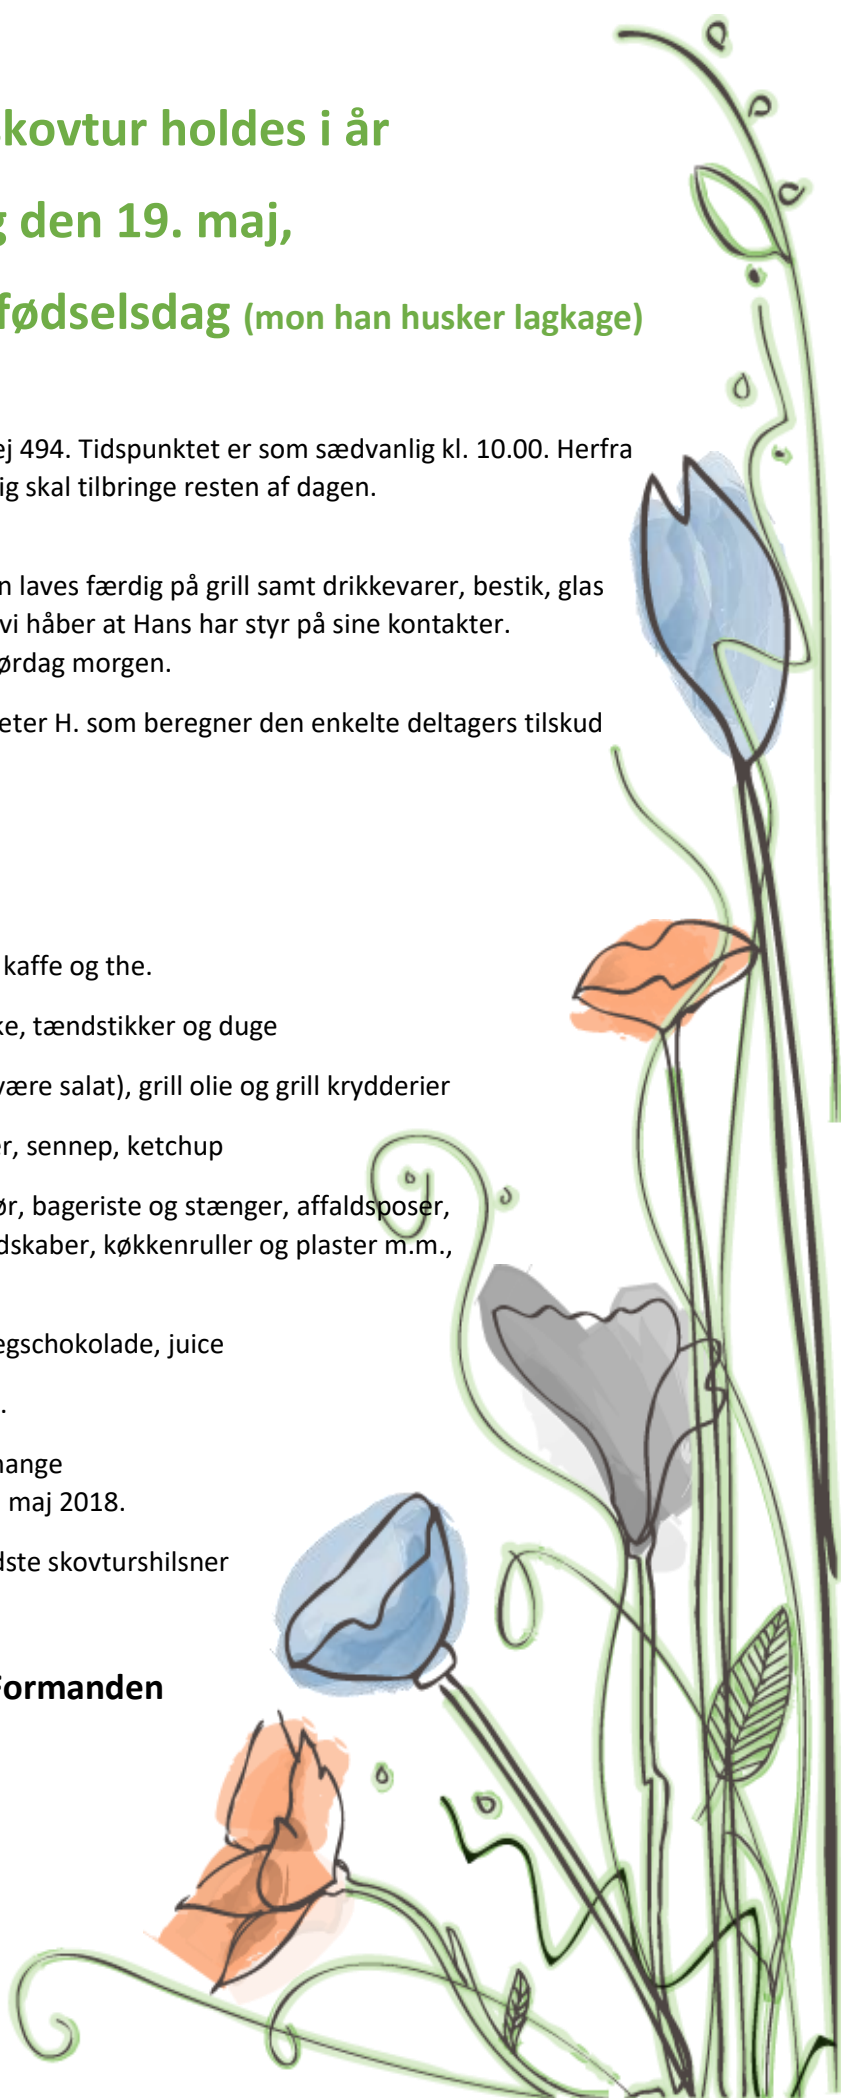 skovtur holdes i år
g den 19. maj,
fødselsdag (mon han husker lagkage)
ej 494. Tidspunktet er som sædvanlig kl. 10.00. Herfra
ig skal tilbringe resten af dagen.
n laves færdig på grill samt drikkevarer, bestik, glas
vi håber at Hans har styr på sine kontakter.
ørdag morgen.
eter H. som beregner den enkelte deltagers tilskud
kaffe og the.
ke, tændstikker og duge
være salat), grill olie og grill krydderier
er, sennep, ketchup
ør, bageriste og stænger, affaldsposer,
dskaber, køkkenruller og plaster m.m.,
egschokolade, juice
.
mange
maj 2018.
dste skovturshilsner
Formanden